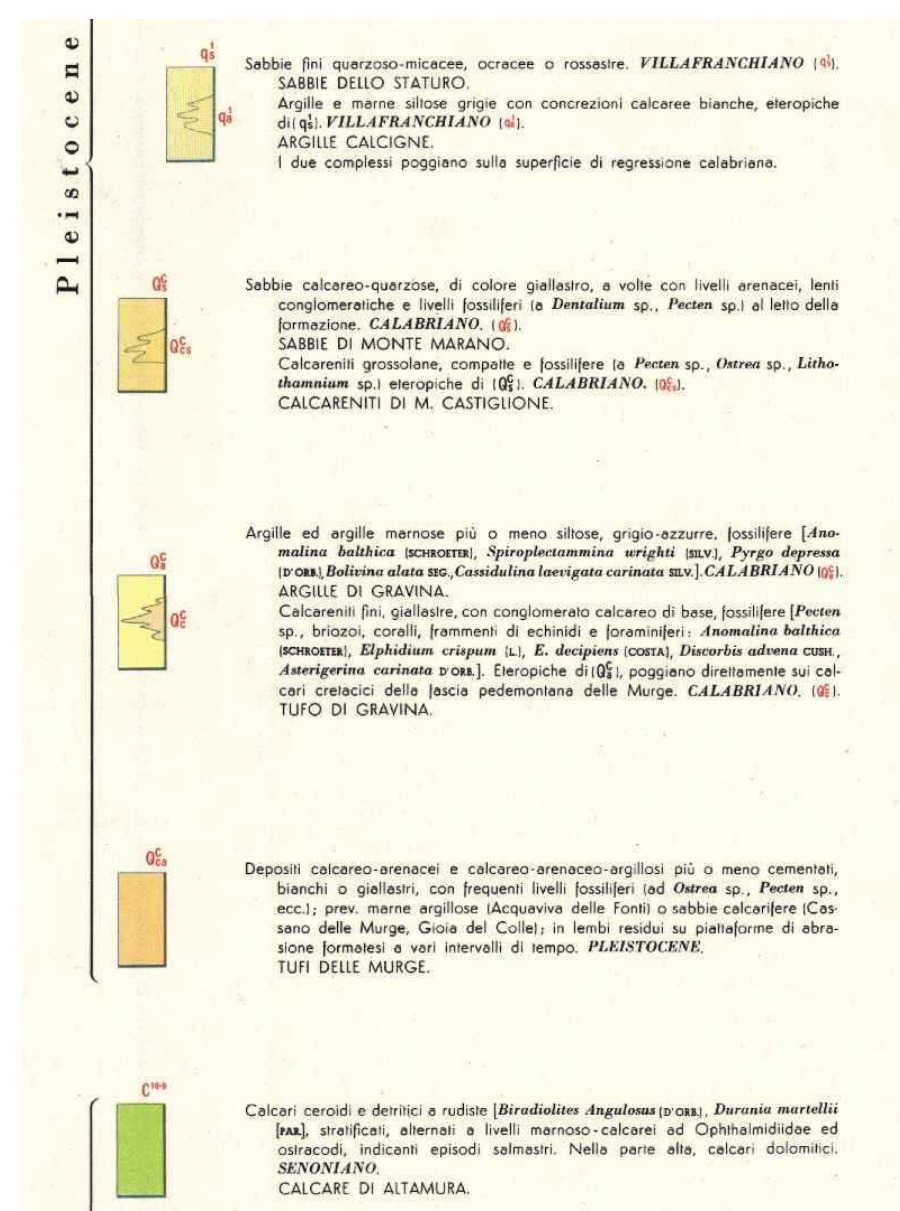 Pleistocene
q¹s
q¹a
Sabbie fini quarzoso-micacee, ocracee o rossastre. VILLAFRANCHIANO (q¹s).
SABBIE DELLO STATURO.
Argille e marne siltose grigie con concrezioni calcaree bianche, eteropiche
di (q¹s). VILLAFRANCHIANO (q¹a).
ARGILLE CALCIGNE.
I due complessi poggiano sulla superficie di regressione calabriana.
Qᶜs
Qᶜcs
Sabbie calcareo-quarzose, di colore giallastro, a volte con livelli arenacei, lenti
conglomeratiche e livelli fossiliferi (a Dentalium sp., Pecten sp.) al letto della
formazione. CALABRIANO. (Qᶜs).
SABBIE DI MONTE MARANO.
Calcareniti grossolane, compatte e fossilifere (a Pecten sp., Ostrea sp., Litho-
thamnium sp.) eteropiche di (Qᶜs). CALABRIANO. (Qᶜcs).
CALCARENITI DI M. CASTIGLIONE.
Qᶜa
Qᶜc
Argille ed argille marnose più o meno siltose, grigio-azzurre, fossilifere [Ano-
malina balthica (SCHROETER), Spiroplectammina wrighti (SILV.), Pyrgo depressa
(D'ORB.), Bolivina alata SEG., Cassidulina laevigata carinata SILV.]. CALABRIANO (Qᶜa).
ARGILLE DI GRAVINA.
Calcareniti fini, giallastre, con conglomerato calcareo di base, fossilifere [Pecten
sp., briozoi, coralli, frammenti di echinidi e foraminiferi: Anomalina balthica
(SCHROETER), Elphidium crispum (L.), E. decipiens (COSTA), Discorbis advena CUSH.,
Asterigerina carinata D'ORB.]. Eteropiche di (Qᶜa), poggiano direttamente sui cal-
cari cretacici della fascia pedemontana delle Murge. CALABRIANO. (Qᶜc).
TUFO DI GRAVINA.
Qᶜca
Depositi calcareo-arenacei e calcareo-arenaceo-argillosi più o meno cementati,
bianchi o giallastri, con frequenti livelli fossiliferi (ad Ostrea sp., Pecten sp.,
ecc.); prev. marne argillose (Acquaviva delle Fonti) o sabbie calcarifere (Cas-
sano delle Murge, Gioia del Colle); in lembi residui su piattaforme di abra-
sione formatesi a vari intervalli di tempo. PLEISTOCENE.
TUFI DELLE MURGE.
C¹⁰⁻⁹
Calcari ceroidi e detritici a rudiste [Biradiolites Angulosus (D'ORB.), Durania martellii
(PAR.)], stratificati, alternati a livelli marnoso-calcarei ad Ophthalmidiidae ed
ostracodi, indicanti episodi salmastri. Nella parte alta, calcari dolomitici.
SENONIANO.
CALCARE DI ALTAMURA.